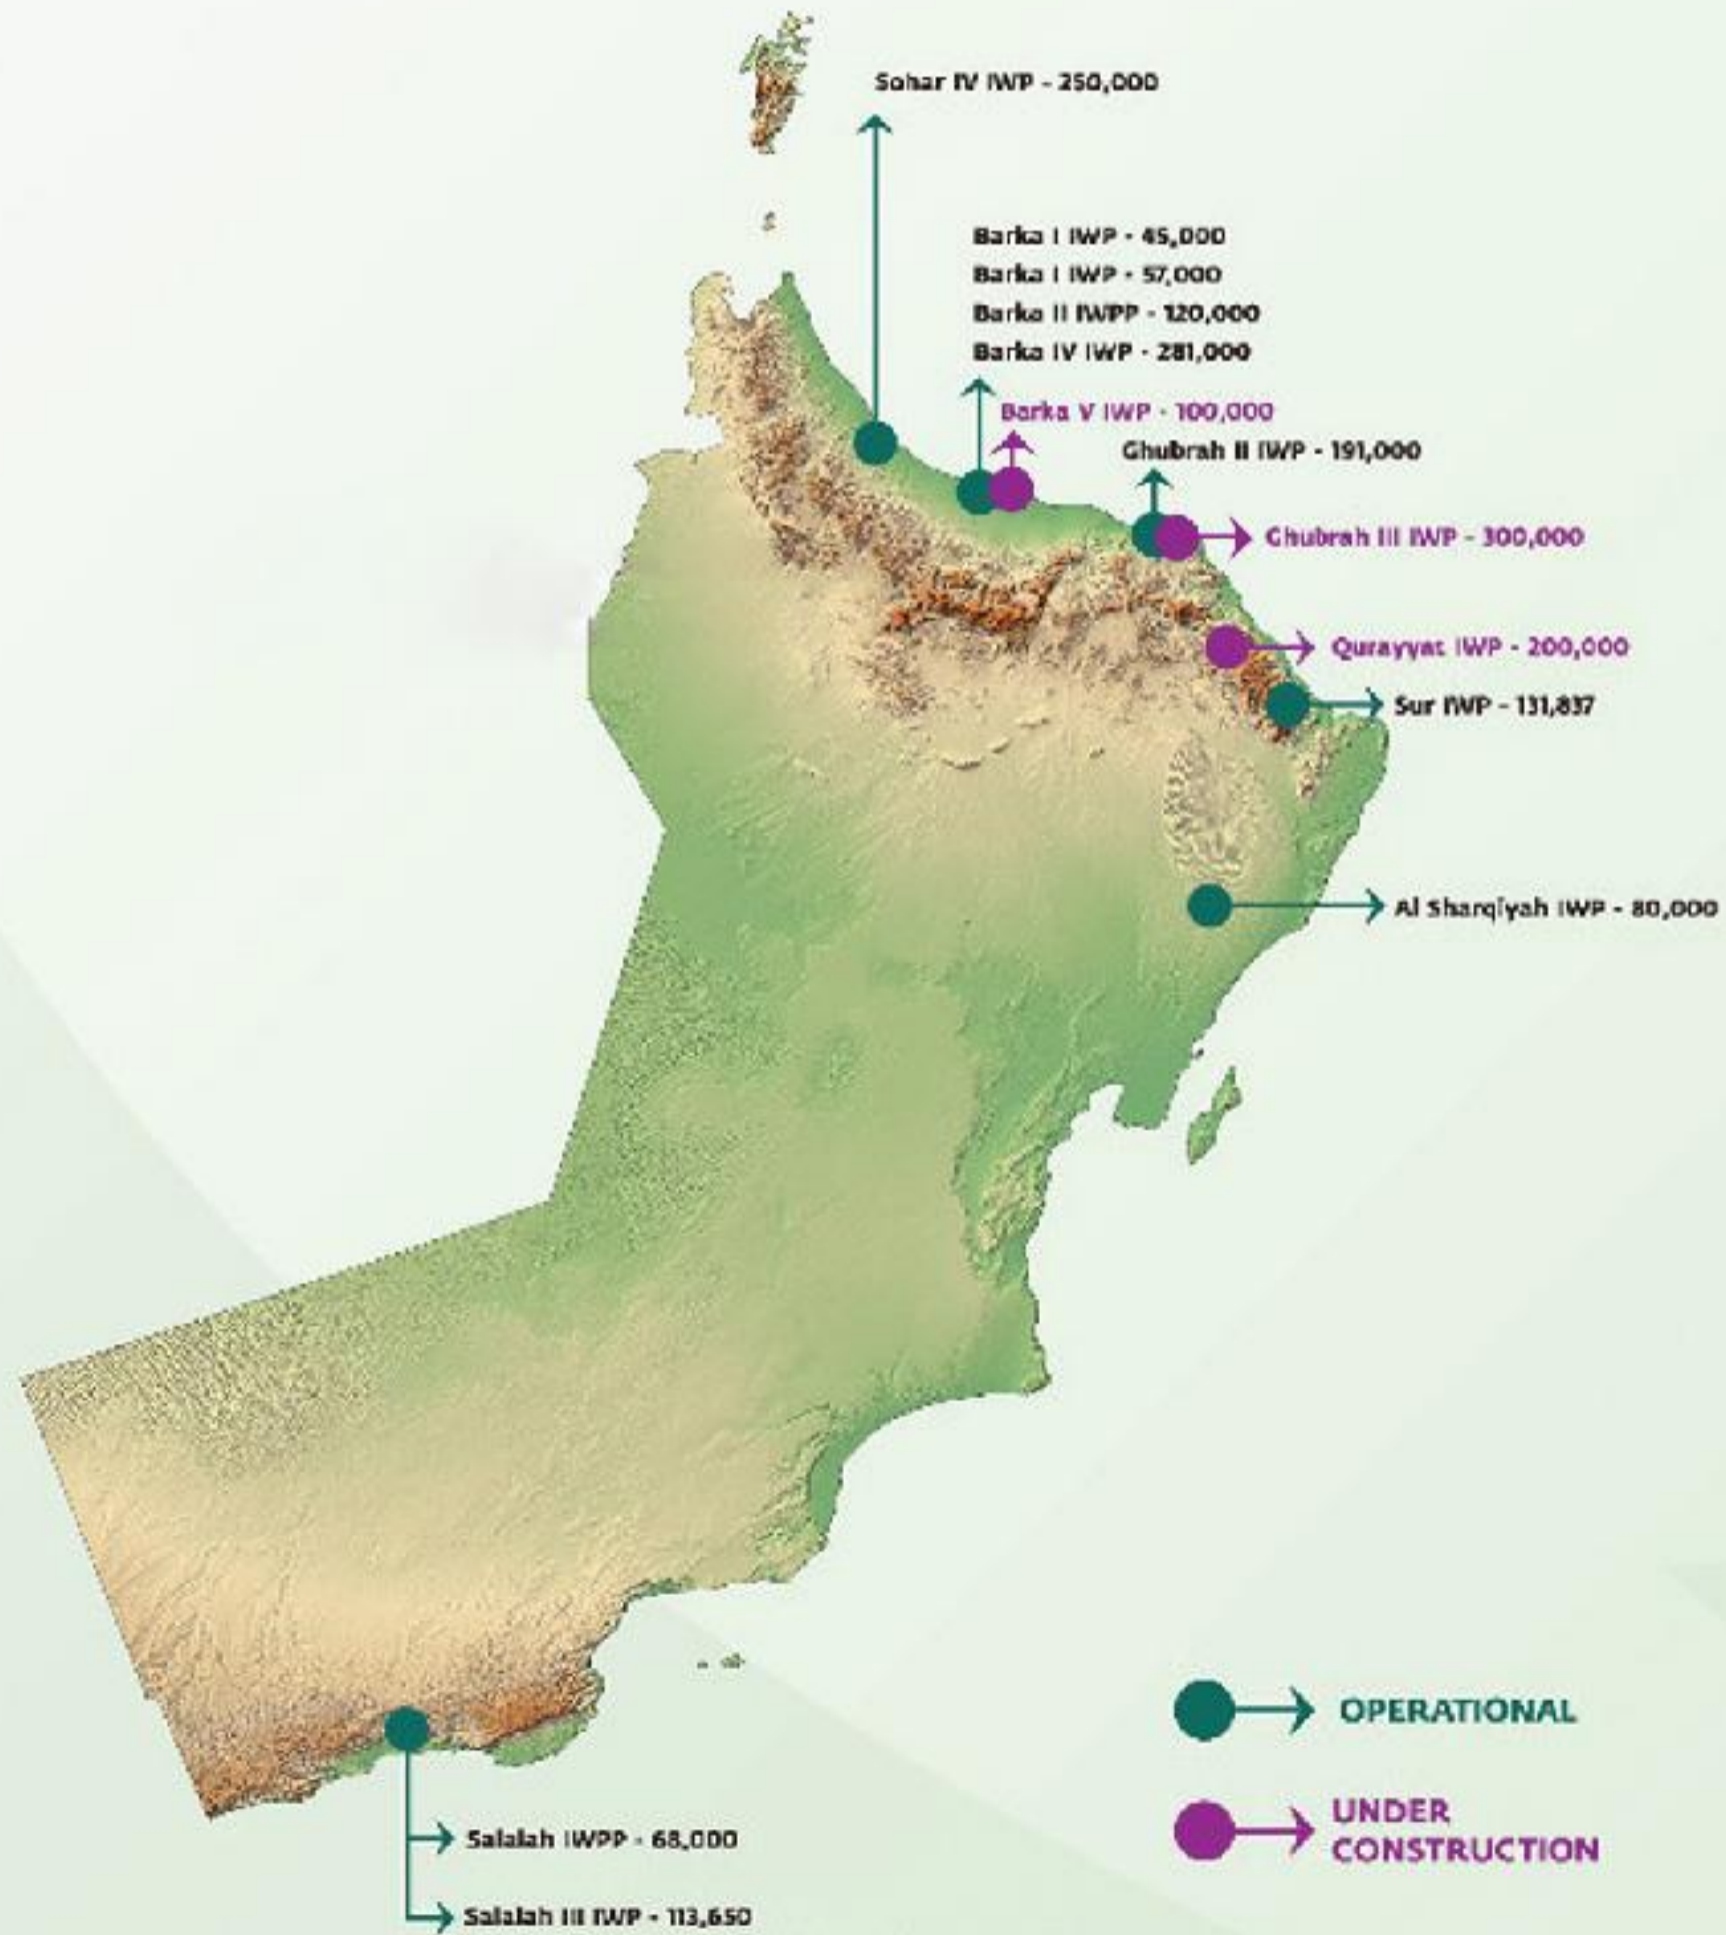 Sohar IV IWP - 250,000
Barka I IWP - 45,000
Barka I IWP - 57,000
Barka II IWPP - 120,000
Barka IV IWP - 281,000
Barka V IWP - 100,000
Ghubrah II IWP - 191,000
Ghubrah III IWP - 300,000
Qurayyat IWP - 200,000
Sur IWP - 131,837
Al Sharqiyah IWP - 80,000
OPERATIONAL
UNDER
CONSTRUCTION
Salalah IWPP - 68,000
Salalah III IWP - 113,650